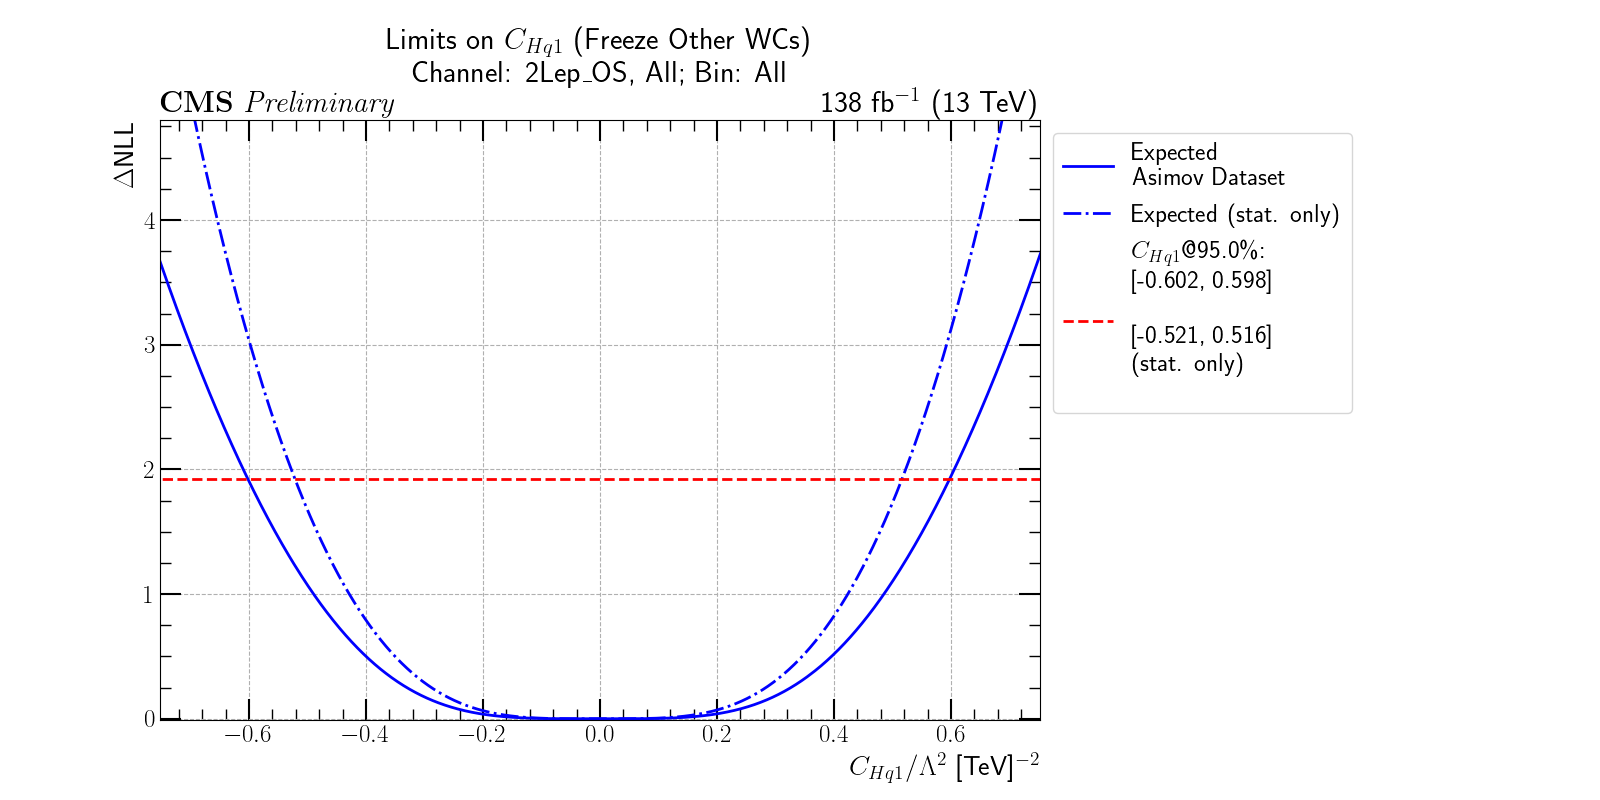 Limits on C_{Hq1} (Freeze Other WCs)
Channel: 2Lep_OS, All; Bin: All
CMS Preliminary 138 fb^{-1} (13 TeV)
ΔNLL
4
3
2
1
0
−0.6 −0.4 −0.2 0.0 0.2 0.4 0.6
C_{Hq1}/Λ^2 [TeV]^{-2}
Expected
Asimov Dataset
Expected (stat. only)
C_{Hq1}@95.0%:
[-0.602, 0.598]
[-0.521, 0.516]
(stat. only)